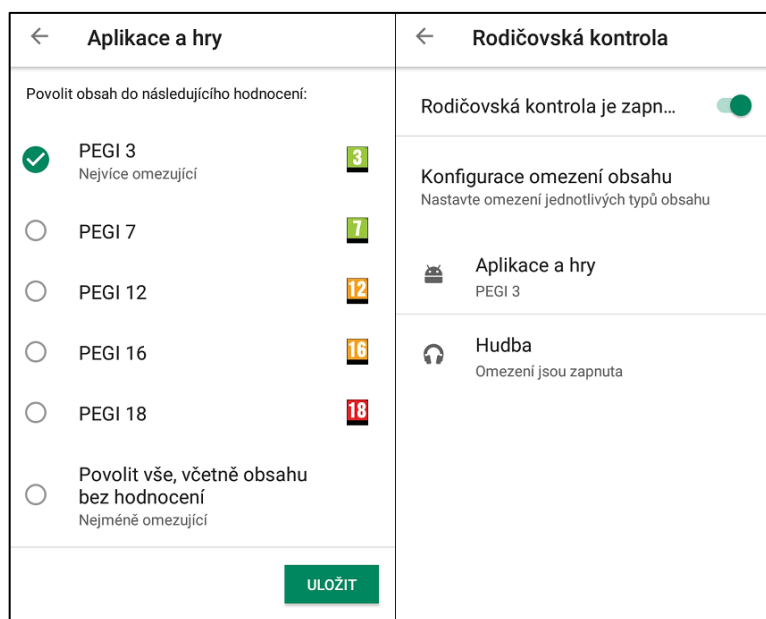 Aplikace a hry
Povolit obsah do následujícího hodnocení:
PEGI 3
Nejvíce omezující
3
PEGI 7
7
PEGI 12
12
PEGI 16
16
PEGI 18
18
Povolit vše, včetně obsahu
bez hodnocení
Nejméně omezující
ULOŽIT
Rodičovská kontrola
Rodičovská kontrola je zapn...
Konfigurace omezení obsahu
Nastavte omezení jednotlivých typů obsahu
Aplikace a hry
PEGI 3
Hudba
Omezení jsou zapnuta